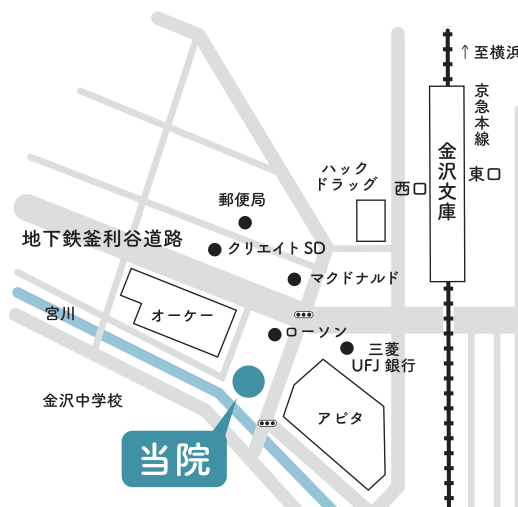 ↑至横浜
京急本線
金沢文庫
東口
西口
ハック
ドラッグ
郵便局
クリエイトSD
地下鉄釜利谷道路
マクドナルド
宮川
オーケー
ローソン
三菱
UFJ銀行
金沢中学校
アピタ
当院